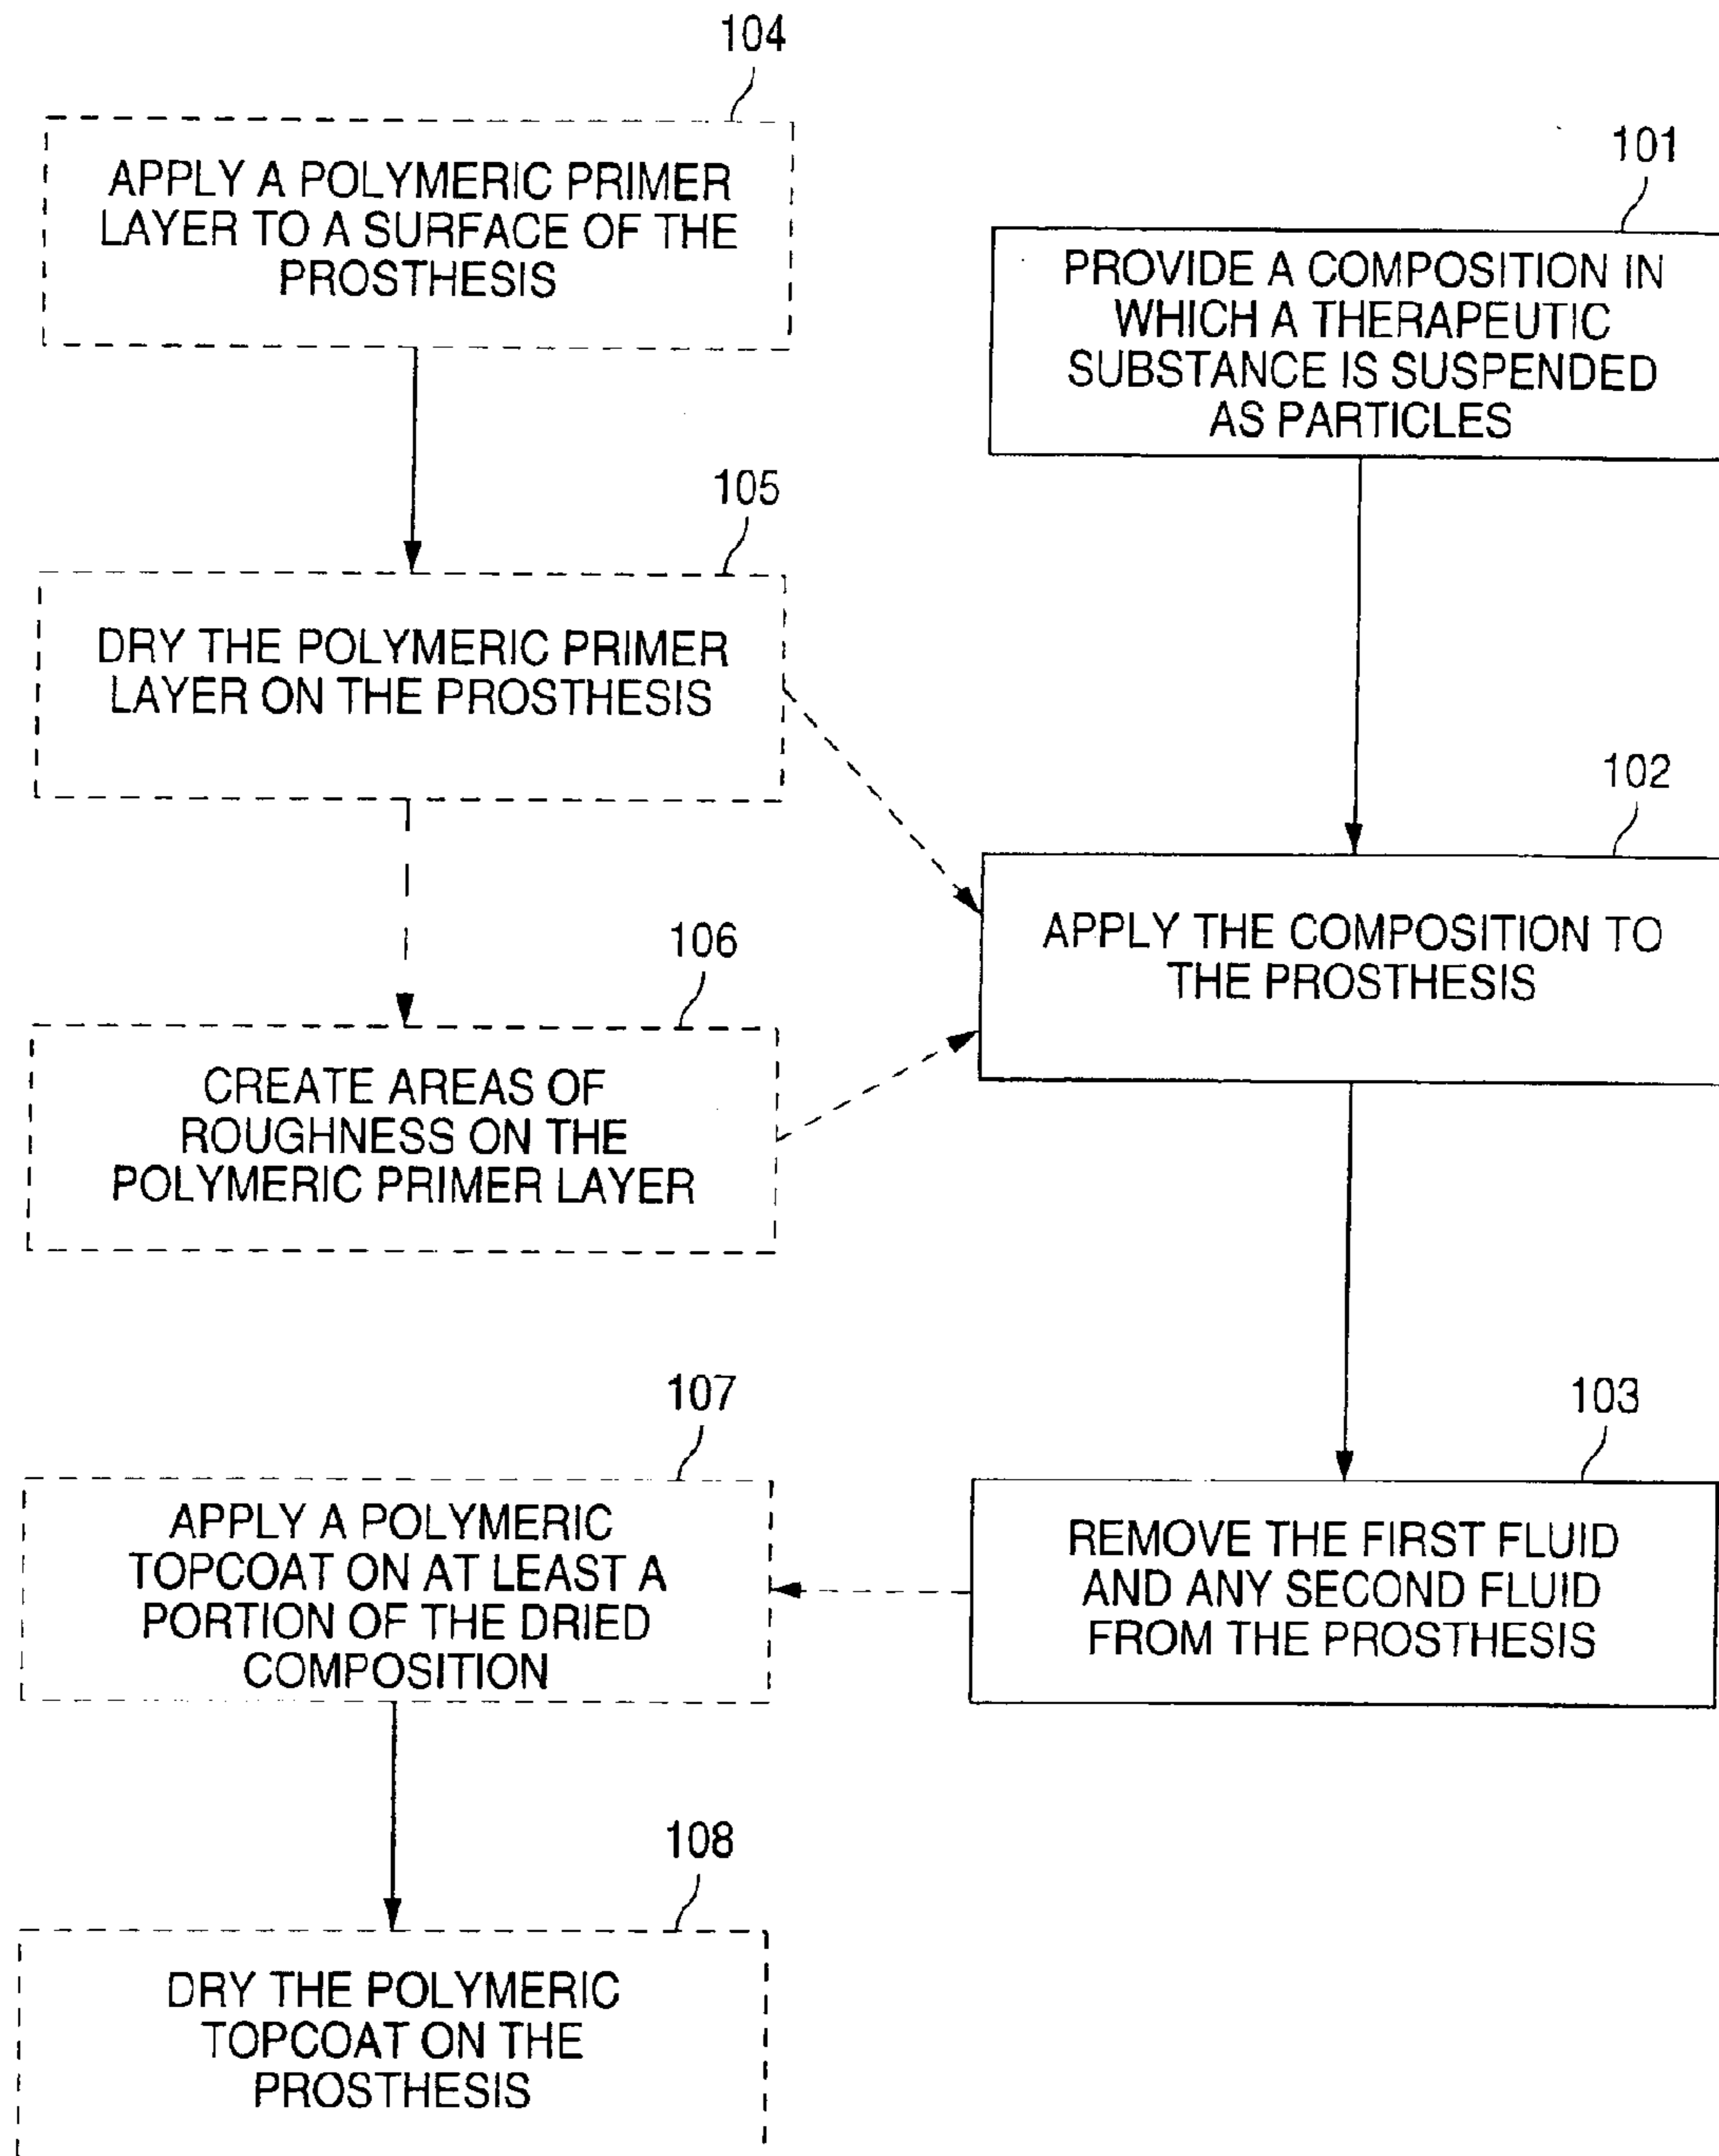 104
APPLY A POLYMERIC PRIMER
LAYER TO A SURFACE OF THE
PROSTHESIS
101
PROVIDE A COMPOSITION IN
WHICH A THERAPEUTIC
SUBSTANCE IS SUSPENDED
AS PARTICLES
105
DRY THE POLYMERIC PRIMER
LAYER ON THE PROSTHESIS
102
APPLY THE COMPOSITION TO
THE PROSTHESIS
106
CREATE AREAS OF
ROUGHNESS ON THE
POLYMERIC PRIMER LAYER
107
APPLY A POLYMERIC
TOPCOAT ON AT LEAST A
PORTION OF THE DRIED
COMPOSITION
103
REMOVE THE FIRST FLUID
AND ANY SECOND FLUID
FROM THE PROSTHESIS
108
DRY THE POLYMERIC
TOPCOAT ON THE
PROSTHESIS